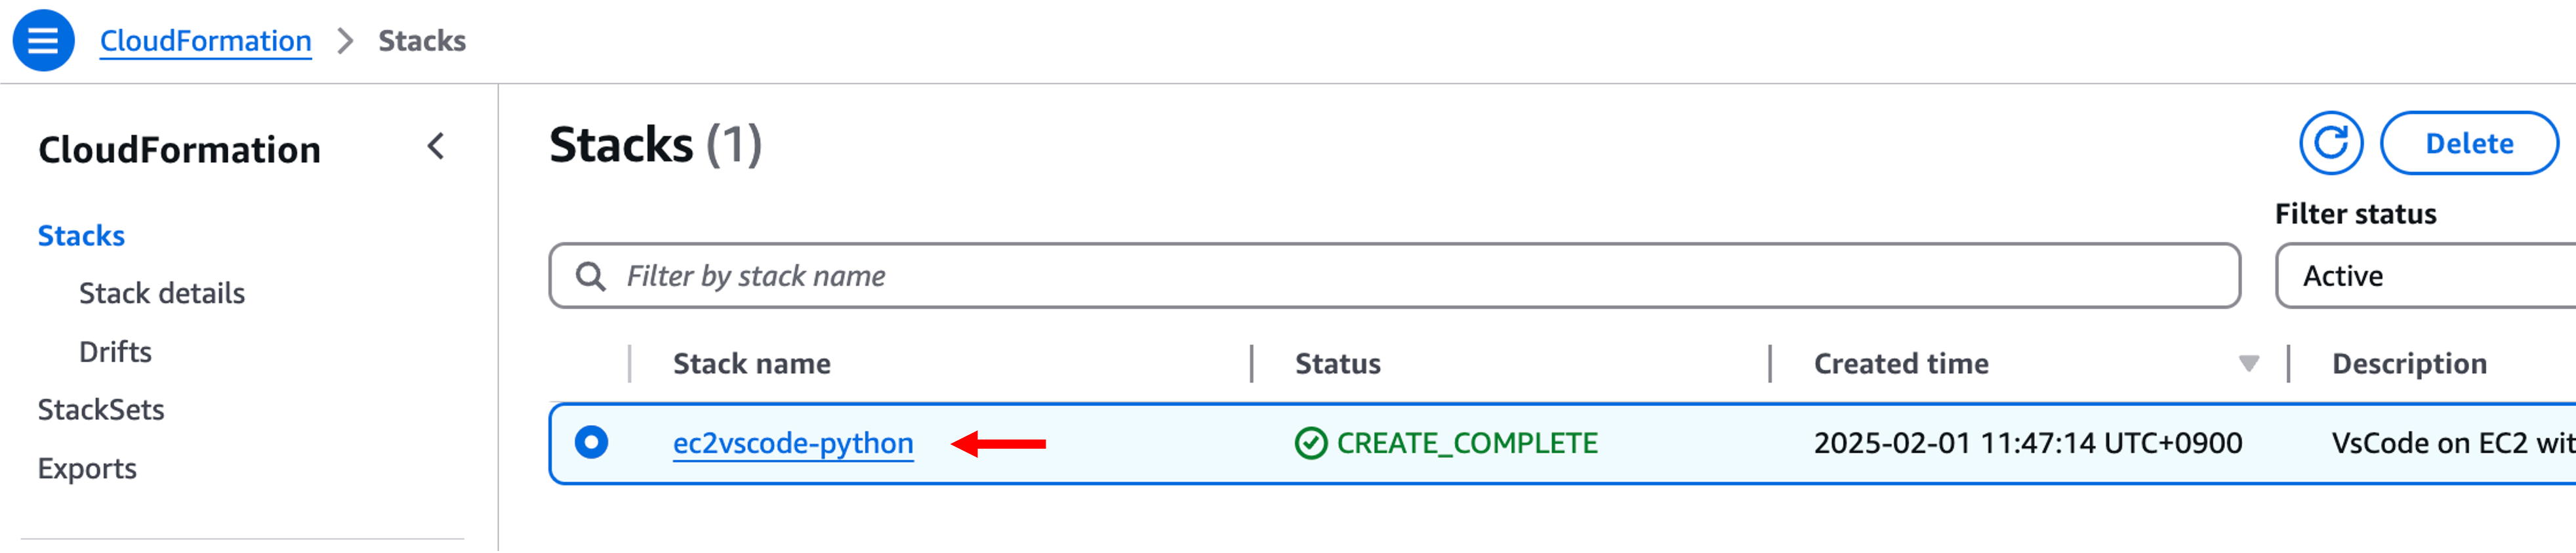 CloudFormation > Stacks
CloudFormation
Stacks
Stack details
Drifts
StackSets
Exports
Stacks (1)
Delete
Filter status
Filter by stack name
Active
Stack name Status Created time Description
ec2vscode-python CREATE_COMPLETE 2025-02-01 11:47:14 UTC+0900 VsCode on EC2 wit